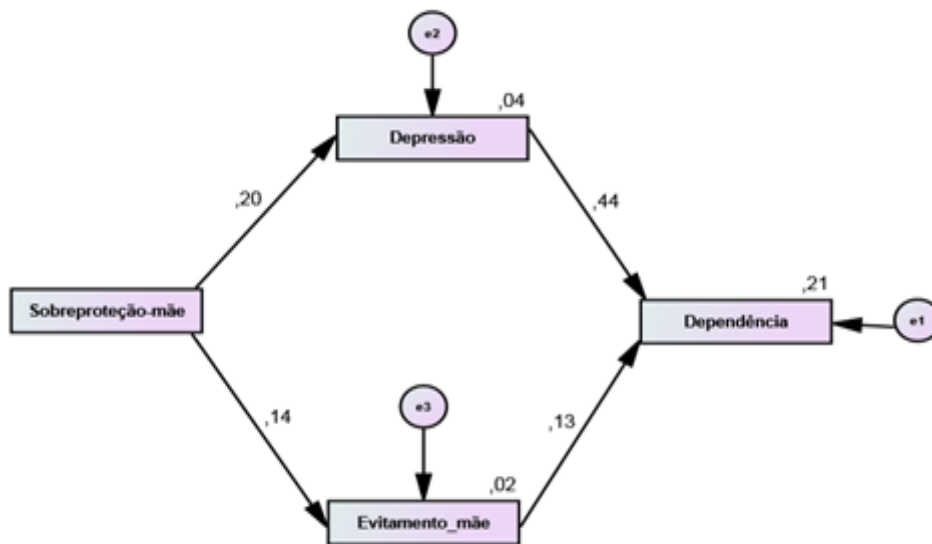 e2
,04
Depressão
,20
,44
Sobreproteção-mãe
,21
Dependência
e1
e3
,14
,13
,02
Evitamento_mãe